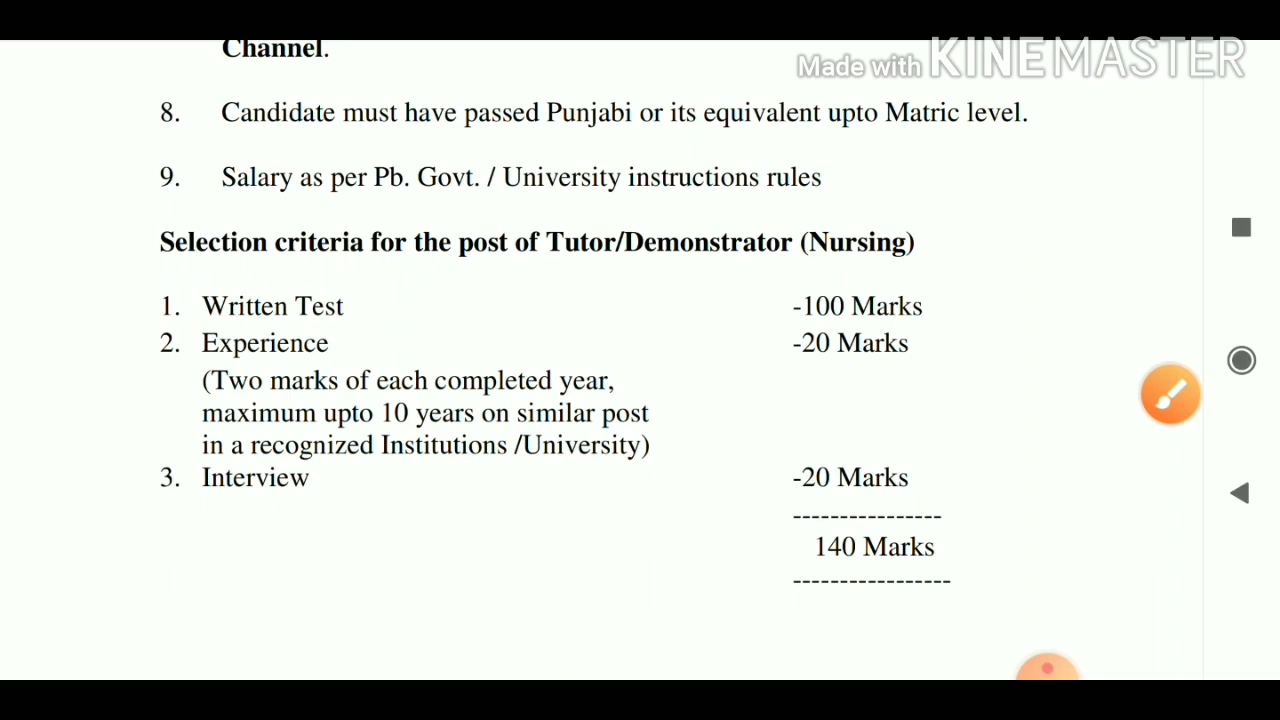 Channel.
Made with KINEMASTER
8. Candidate must have passed Punjabi or its equivalent upto Matric level.
9. Salary as per Pb. Govt. / University instructions rules
Selection criteria for the post of Tutor/Demonstrator (Nursing)
1. Written Test -100 Marks
2. Experience -20 Marks
(Two marks of each completed year,
maximum upto 10 years on similar post
in a recognized Institutions /University)
3. Interview -20 Marks
----------------
140 Marks
-----------------